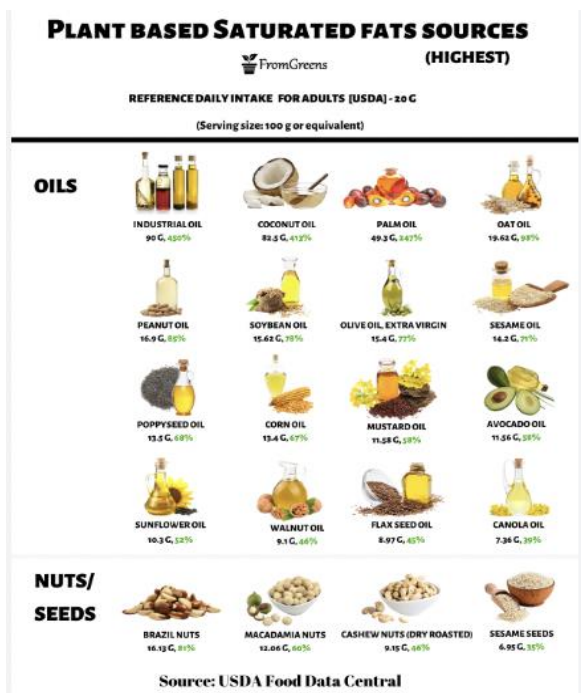 PLANT BASED SATURATED FATS SOURCES
(HIGHEST)
FromGreens
REFERENCE DAILY INTAKE FOR ADULTS [USDA] - 20 G
(Serving size: 100 g or equivalent)
OILS
INDUSTRIAL OIL
90 G, 450%
COCONUT OIL
82.5 G, 413%
PALM OIL
49.3 G, 247%
OAT OIL
19.62 G, 98%
PEANUT OIL
16.9 G, 85%
SOYBEAN OIL
15.62 G, 78%
OLIVE OIL, EXTRA VIRGIN
15.4 G, 77%
SESAME OIL
14.2 G, 71%
POPPYSEED OIL
13.5 G, 68%
CORN OIL
13.4 G, 67%
MUSTARD OIL
11.58 G, 58%
AVOCADO OIL
11.56 G, 58%
SUNFLOWER OIL
10.3 G, 52%
WALNUT OIL
9.1 G, 46%
FLAX SEED OIL
8.97 G, 45%
CANOLA OIL
7.36 G, 39%
NUTS/
SEEDS
BRAZIL NUTS
16.13 G, 81%
MACADAMIA NUTS
12.06 G, 60%
CASHEW NUTS (DRY ROASTED)
9.15 G, 46%
SESAME SEEDS
6.95 G, 35%
Source: USDA Food Data Central